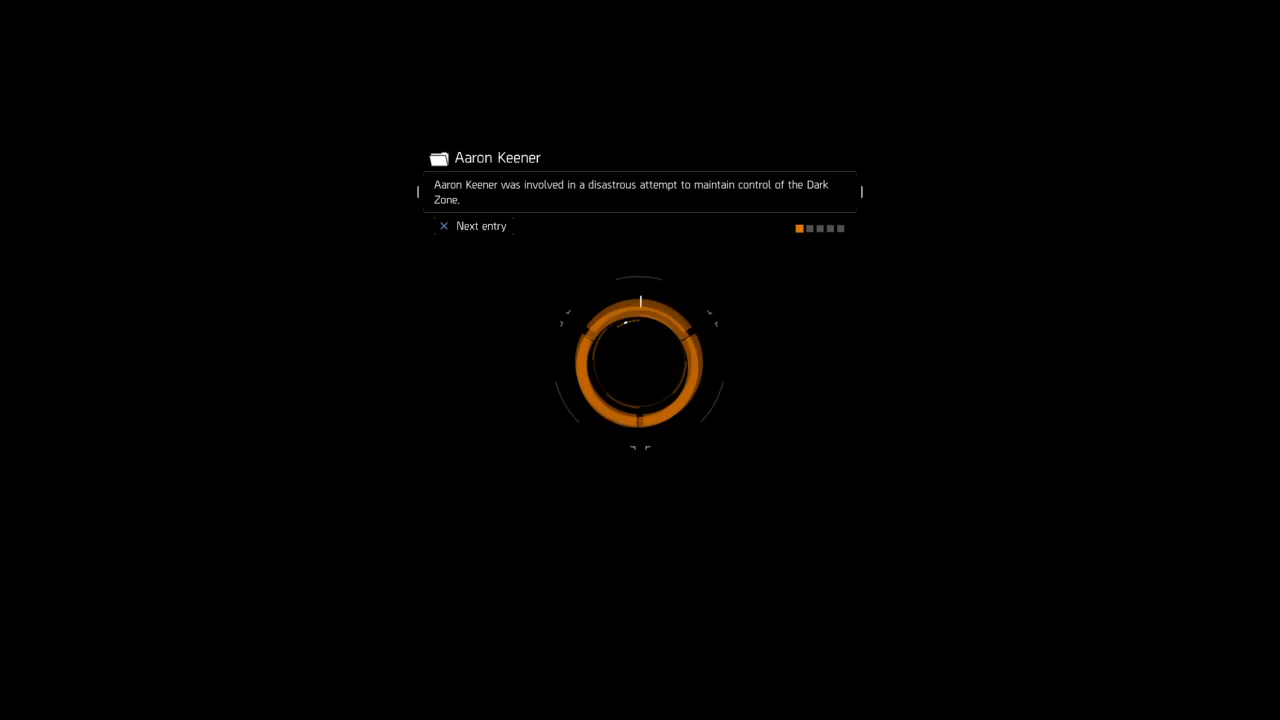 Aaron Keener
Aaron Keener was involved in a disastrous attempt to maintain control of the Dark
Zone.
Next entry